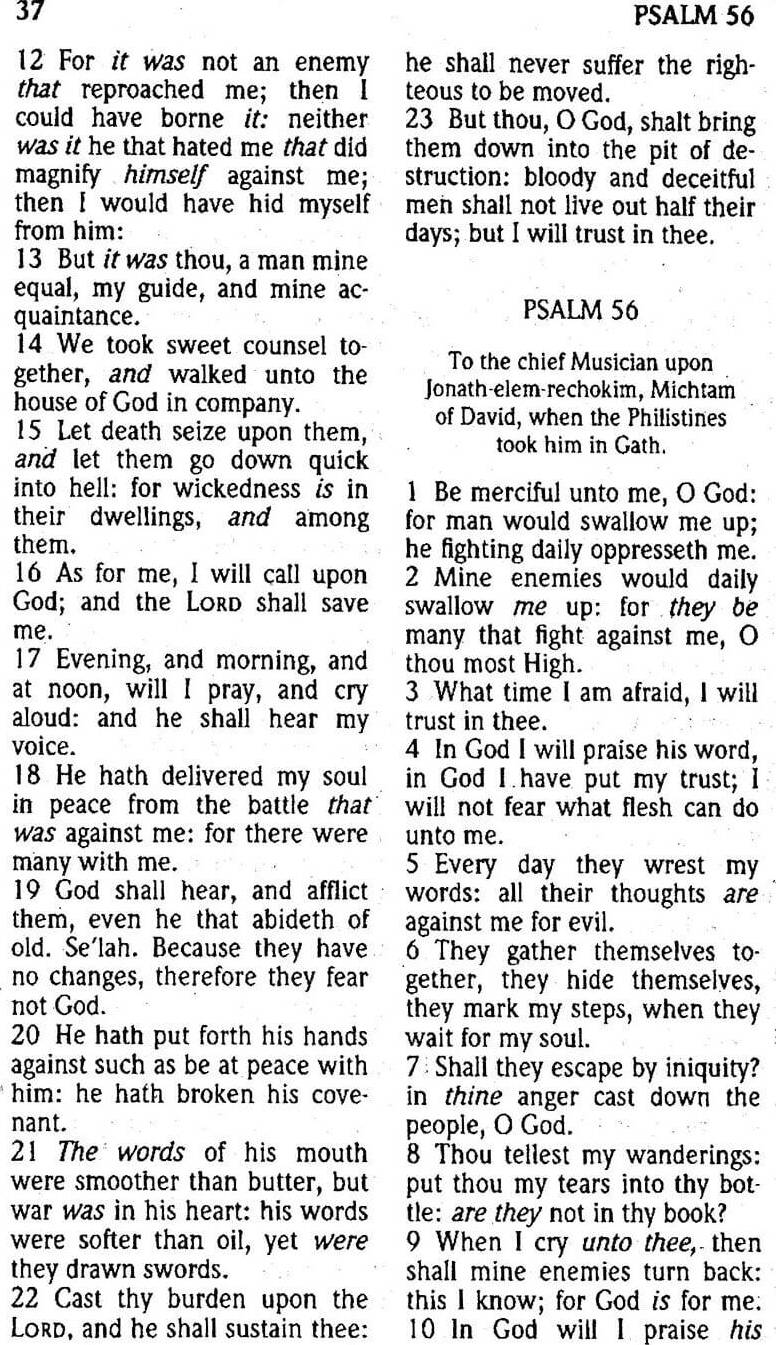 37
PSALM 56
12 For it was not an enemy
that reproached me; then I
could have borne it: neither
was it he that hated me that did
magnify himself against me;
then I would have hid myself
from him:
13 But it was thou, a man mine
equal, my guide, and mine ac-
quaintance.
14 We took sweet counsel to-
gether, and walked unto the
house of God in company.
15 Let death seize upon them,
and let them go down quick
into hell: for wickedness is in
their dwellings, and among
them.
16 As for me, I will call upon
God; and the LORD shall save
me.
17 Evening, and morning, and
at noon, will I pray, and cry
aloud: and he shall hear my
voice.
18 He hath delivered my soul
in peace from the battle that
was against me: for there were
many with me.
19 God shall hear, and afflict
them, even he that abideth of
old. Se'lah. Because they have
no changes, therefore they fear
not God.
20 He hath put forth his hands
against such as be at peace with
him: he hath broken his cove-
nant.
21 The words of his mouth
were smoother than butter, but
war was in his heart: his words
were softer than oil, yet were
they drawn swords.
22 Cast thy burden upon the
LORD, and he shall sustain thee:
he shall never suffer the righ-
teous to be moved.
23 But thou, O God, shalt bring
them down into the pit of de-
struction: bloody and deceitful
men shall not live out half their
days; but I will trust in thee.
PSALM 56
To the chief Musician upon
Jonath-elem-rechokim, Michtam
of David, when the Philistines
took him in Gath.
1 Be merciful unto me, O God:
for man would swallow me up;
he fighting daily oppresseth me.
2 Mine enemies would daily
swallow me up: for they be
many that fight against me, O
thou most High.
3 What time I am afraid, I will
trust in thee.
4 In God I will praise his word,
in God I have put my trust; I
will not fear what flesh can do
unto me.
5 Every day they wrest my
words: all their thoughts are
against me for evil.
6 They gather themselves to-
gether, they hide themselves,
they mark my steps, when they
wait for my soul.
7 Shall they escape by iniquity?
in thine anger cast down the
people, O God.
8 Thou tellest my wanderings:
put thou my tears into thy bot-
tle: are they not in thy book?
9 When I cry unto thee, then
shall mine enemies turn back:
this I know; for God is for me.
10 In God will I praise his